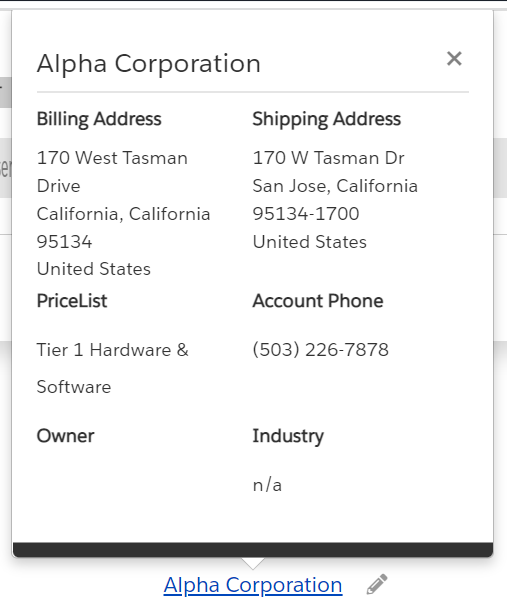 Alpha Corporation
Billing Address
170 West Tasman
Drive
California, California
95134
United States
Shipping Address
170 W Tasman Dr
San Jose, California
95134-1700
United States
PriceList
Tier 1 Hardware &
Software
Account Phone
(503) 226-7878
Owner
Industry
n/a
Alpha Corporation